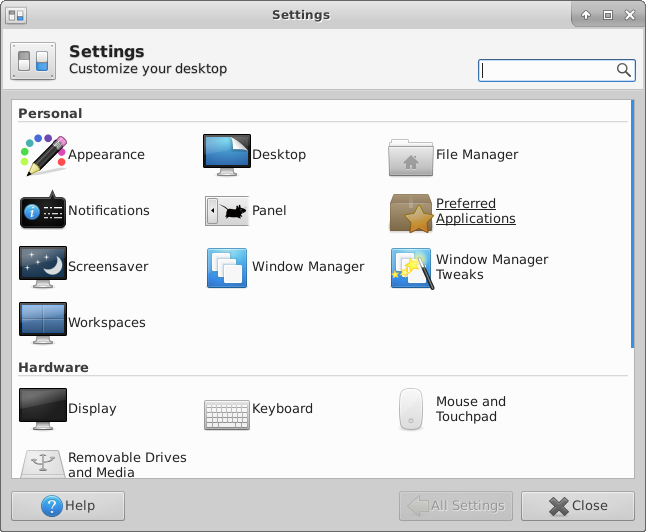 Settings
Settings
Customize your desktop
Personal
Appearance
Desktop
File Manager
Notifications
Panel
Preferred
Applications
Screensaver
Window Manager
Window Manager
Tweaks
Workspaces
Hardware
Display
Keyboard
Mouse and
Touchpad
Removable Drives
and Media
Help
All Settings
Close